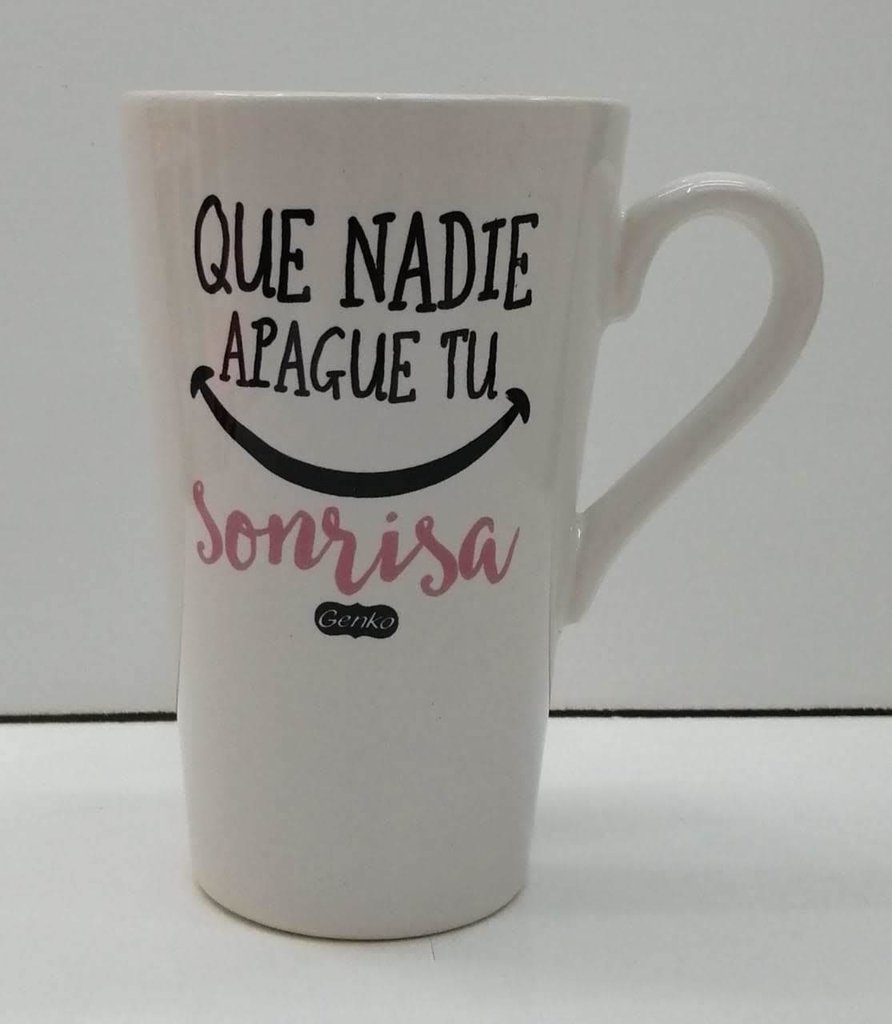 QUE NADIE
APAGUE TU
sonrisa
Genko